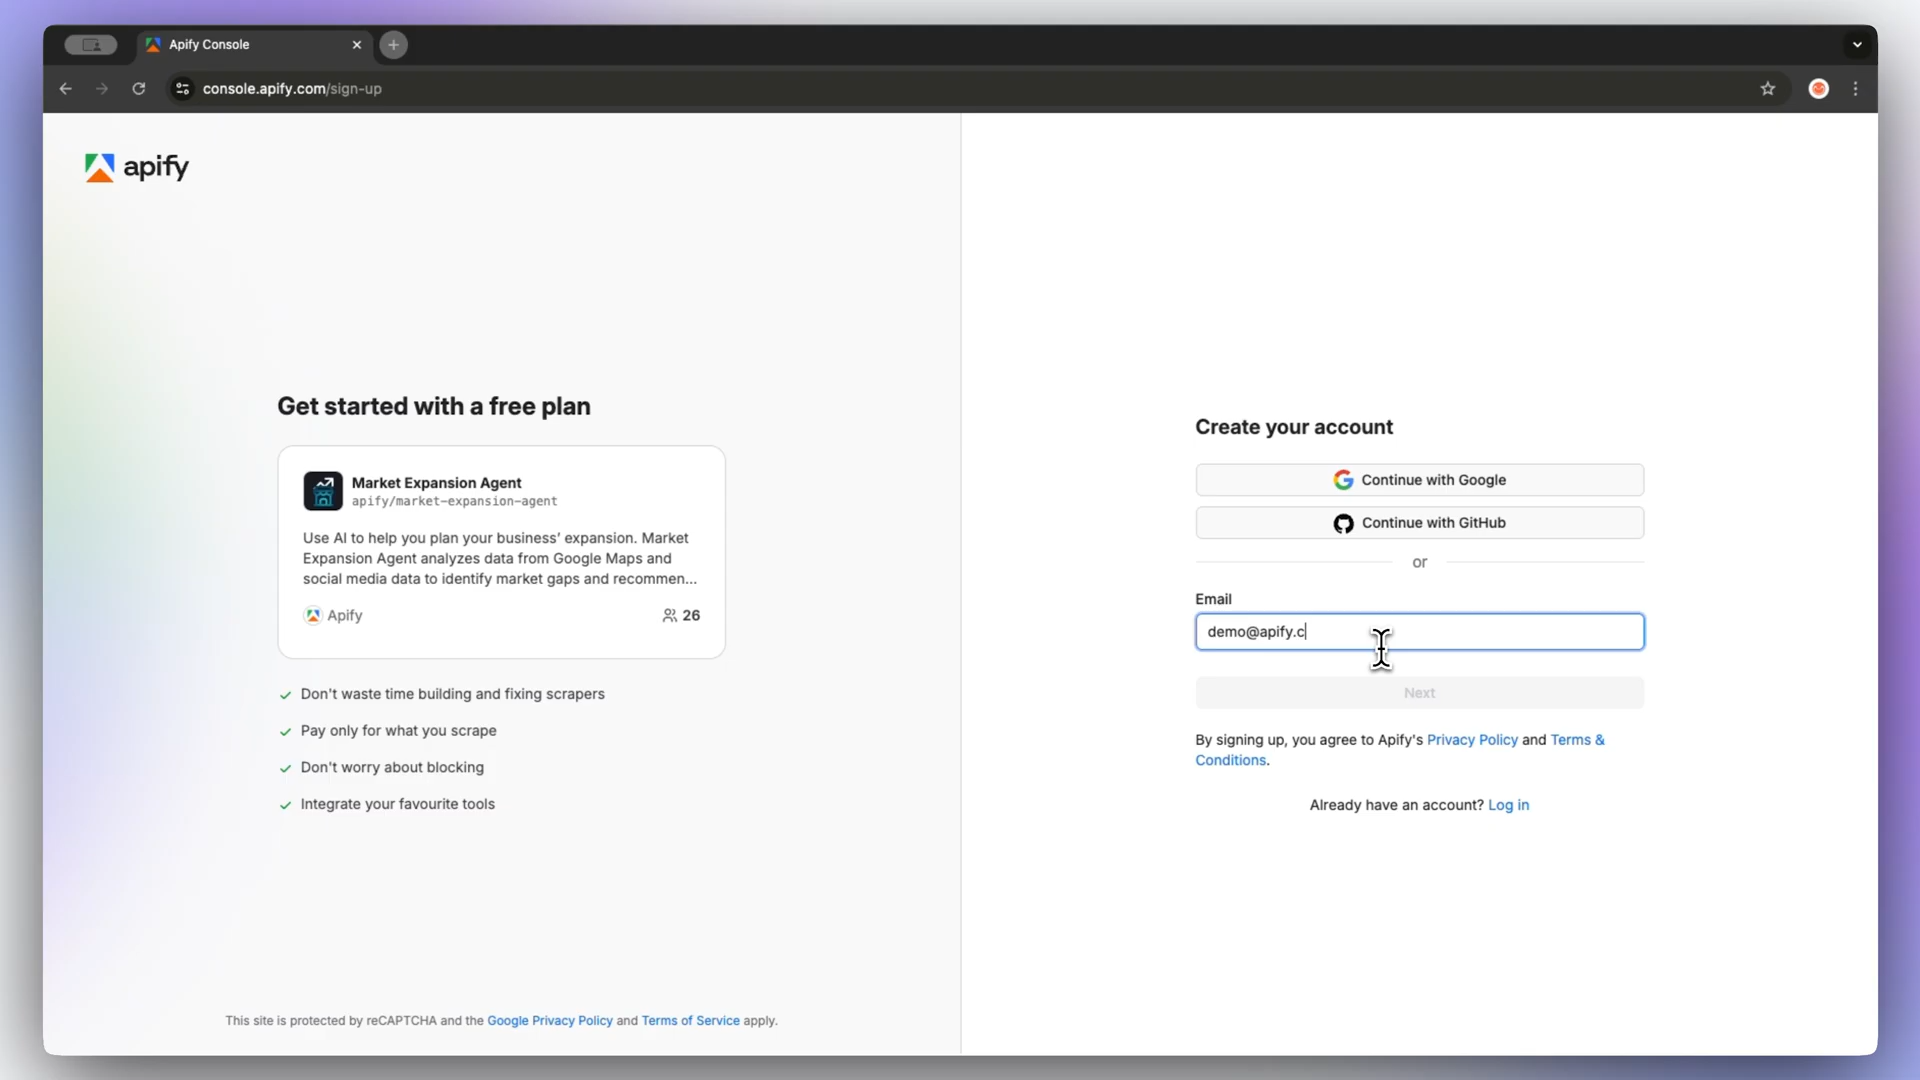 Apify Console
console.apify.com/sign-up
apify
Get started with a free plan
Market Expansion Agent
apify/market-expansion-agent
Use AI to help you plan your business' expansion. Market
Expansion Agent analyzes data from Google Maps and
social media data to identify market gaps and recommen...
Apify
26
Don't waste time building and fixing scrapers
Pay only for what you scrape
Don't worry about blocking
Integrate your favourite tools
This site is protected by reCAPTCHA and the Google Privacy Policy and Terms of Service apply.
Create your account
Continue with Google
Continue with GitHub
or
Email
demo@apify.c
Next
By signing up, you agree to Apify's Privacy Policy and Terms &
Conditions.
Already have an account? Log in